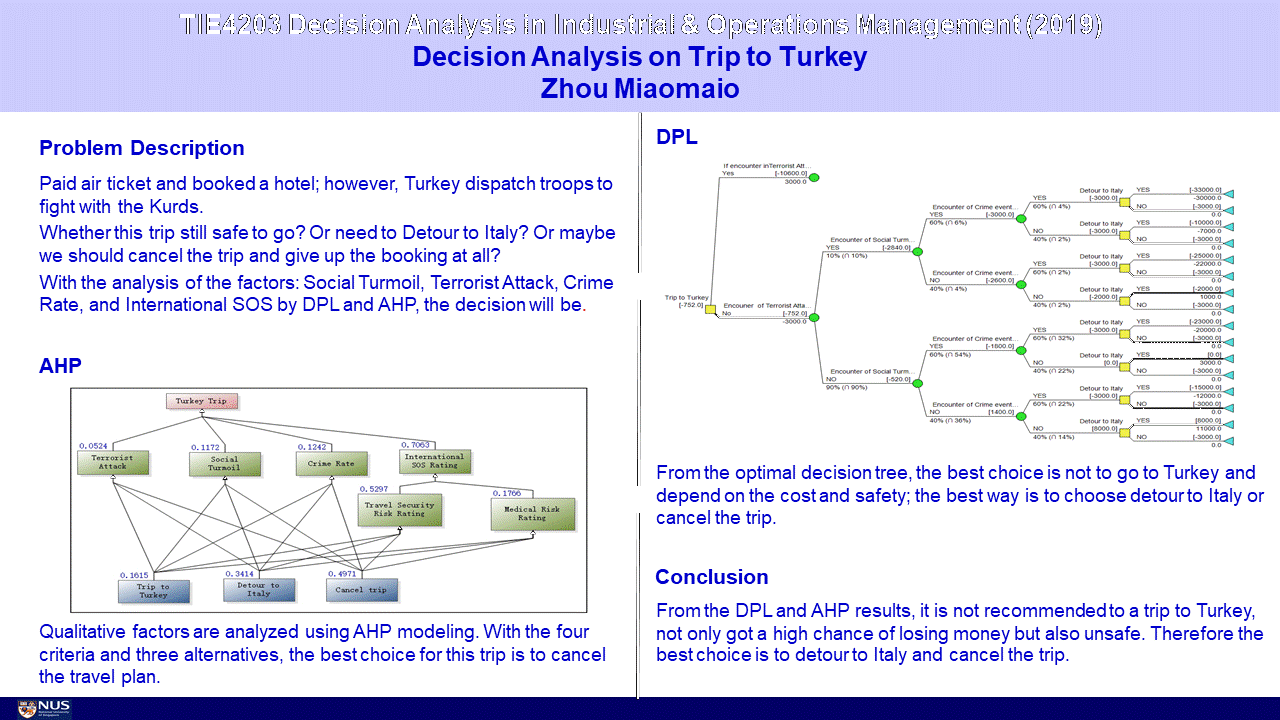 TIE4203 Decision Analysis in Industrial & Operations Management (2019)
Decision Analysis on Trip to Turkey
Zhou Miaomaio
Problem Description
Paid air ticket and booked a hotel; however, Turkey dispatch troops to
fight with the Kurds.
Whether this trip still safe to go? Or need to Detour to Italy? Or maybe
we should cancel the trip and give up the booking at all?
With the analysis of the factors: Social Turmoil, Terrorist Attack, Crime
Rate, and International SOS by DPL and AHP, the decision will be.
AHP
Turkey Trip
0.0524
Terrorist
Attack
0.1172
Social
Turmoil
0.1242
Crime Rate
0.7063
International
SOS Rating
0.5297
Travel Security
Risk Rating
0.1766
Medical Risk
Rating
0.1615
Trip to
Turkey
0.3414
Detour to
Italy
0.4971
Cancel trip
Qualitative factors are analyzed using AHP modeling. With the four
criteria and three alternatives, the best choice for this trip is to cancel
the travel plan.
DPL
Trip to Turkey
[-752.0]
If encounter inTerrorist Att...
Yes [-10600.0]
3000.0
Encouner of Terrorist Atta...
No [-752.0]
-3000.0
Encounter of Social Turm...
YES [-2840.0]
10% (∩ 10%)
Encounter of Social Turm...
NO [-520.0]
90% (∩ 90%)
Encounter of Crime event...
YES [-3000.0]
60% (∩ 6%)
Encounter of Crime event...
NO [-2600.0]
40% (∩ 4%)
Encounter of Crime event...
YES [-1800.0]
60% (∩ 54%)
Encounter of Crime event...
NO [1400.0]
40% (∩ 36%)
Detour to Italy
YES [-3000.0]
60% (∩ 4%)
YES [-33000.0]
-30000.0
NO [-3000.0]
0.0
Detour to Italy
NO [-3000.0]
40% (∩ 2%)
YES [-10000.0]
-7000.0
NO [-3000.0]
0.0
Detour to Italy
YES [-3000.0]
60% (∩ 2%)
YES [-25000.0]
-22000.0
NO [-3000.0]
0.0
Detour to Italy
NO [-2000.0]
40% (∩ 2%)
YES [-2000.0]
1000.0
NO [-3000.0]
0.0
Detour to Italy
YES [-3000.0]
60% (∩ 32%)
YES [-23000.0]
-20000.0
NO [-3000.0]
0.0
Detour to Italy
NO [0.0]
40% (∩ 22%)
YES [0.0]
3000.0
NO [-3000.0]
0.0
Detour to Italy
YES [-3000.0]
60% (∩ 22%)
YES [-15000.0]
-12000.0
NO [-3000.0]
0.0
Detour to Italy
NO [8000.0]
40% (∩ 14%)
YES [8000.0]
11000.0
NO [-3000.0]
0.0
From the optimal decision tree, the best choice is not to go to Turkey and
depend on the cost and safety; the best way is to choose detour to Italy or
cancel the trip.
Conclusion
From the DPL and AHP results, it is not recommended to a trip to Turkey,
not only got a high chance of losing money but also unsafe. Therefore the
best choice is to detour to Italy and cancel the trip.
NUS
National University
of Singapore